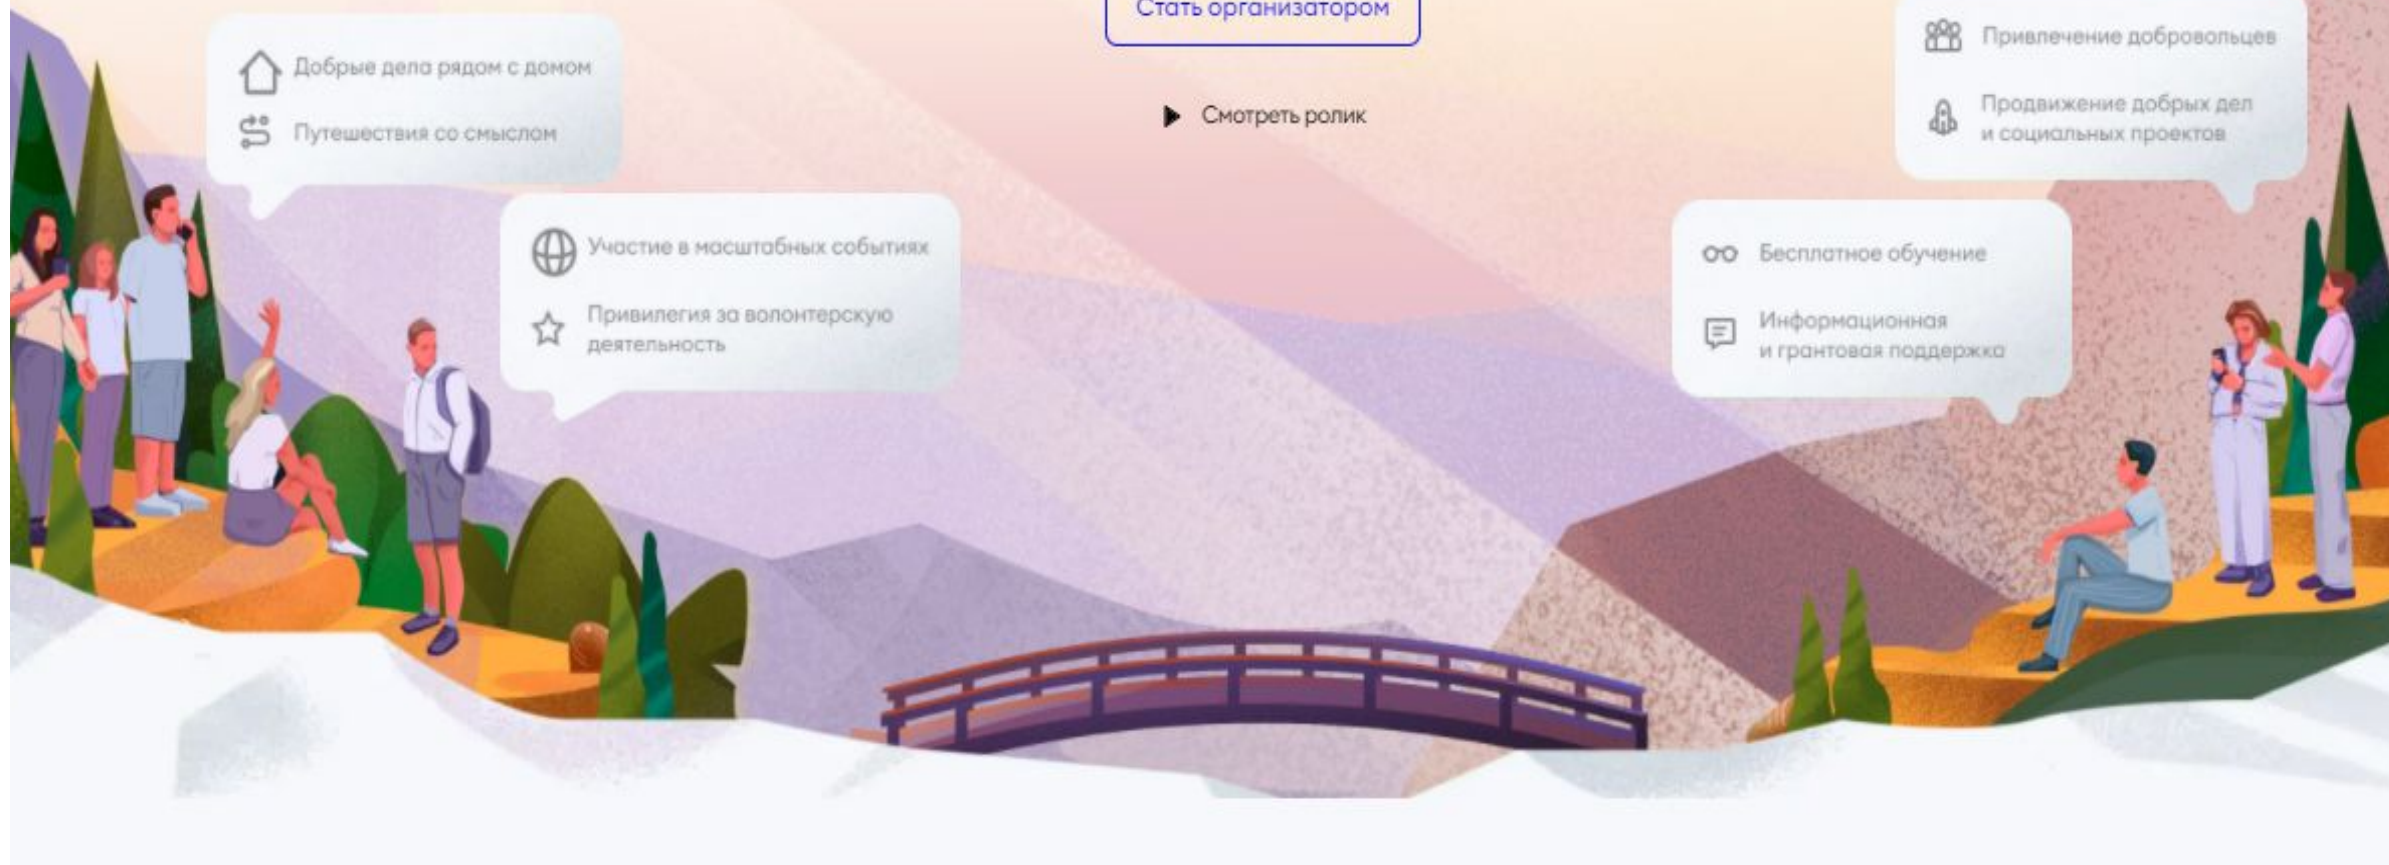 Стать организатором
Смотреть ролик
Добрые дела рядом с домом
Путешествия со смыслом
Участие в масштабных событиях
Привилегия за волонтерскую
деятельность
Привлечение добровольцев
Продвижение добрых дел
и социальных проектов
Бесплатное обучение
Информационная
и грантовая поддержка